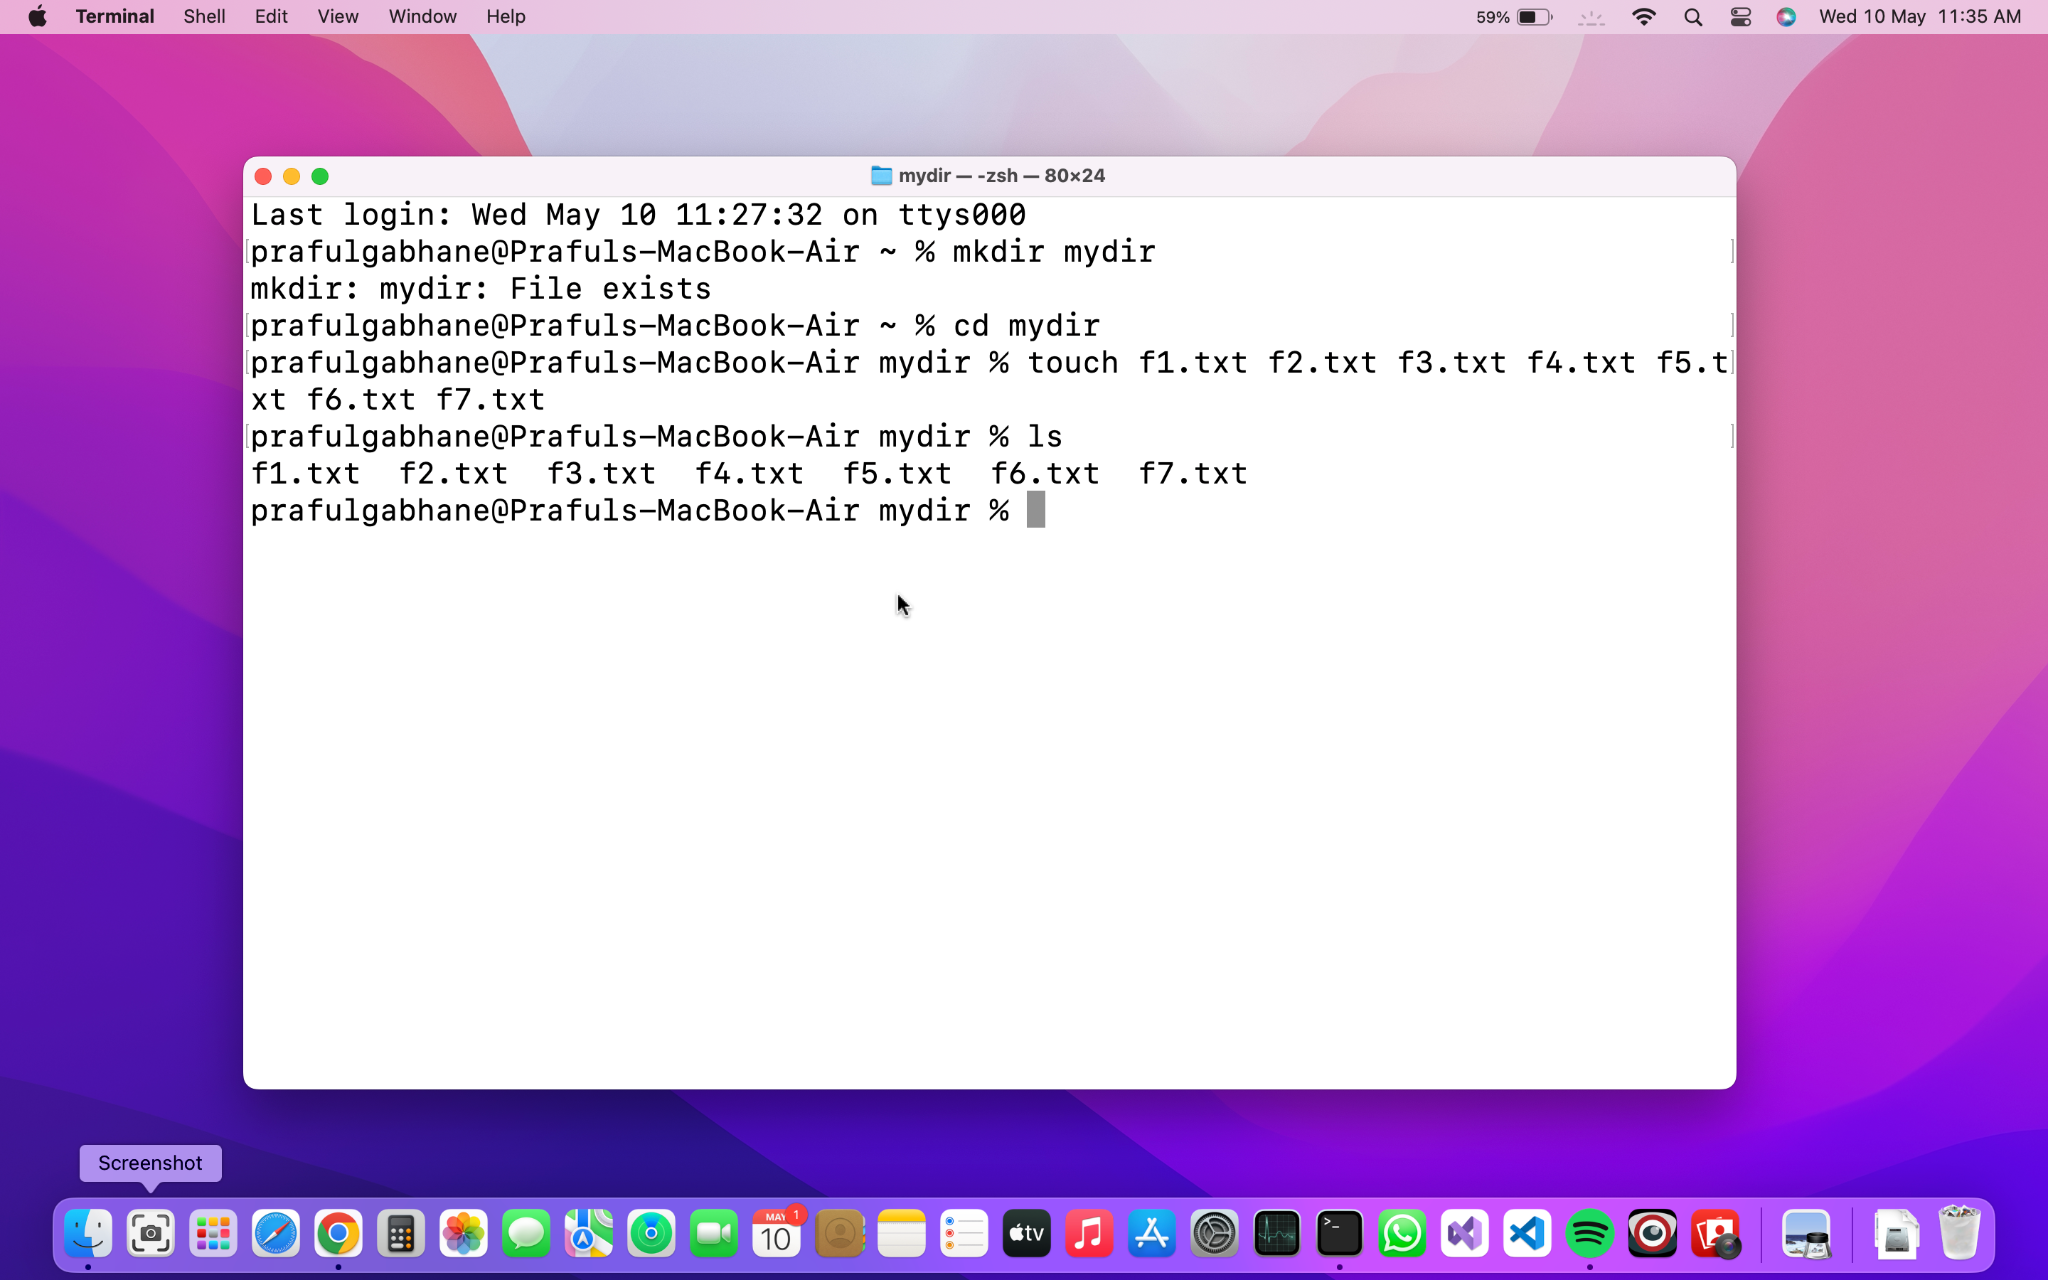 Terminal Shell Edit View Window Help 59% Wed 10 May 11:35 AM
mydir — -zsh — 80×24
Last login: Wed May 10 11:27:32 on ttys000
prafulgabhane@Prafuls-MacBook-Air ~ % mkdir mydir
mkdir: mydir: File exists
prafulgabhane@Prafuls-MacBook-Air ~ % cd mydir
prafulgabhane@Prafuls-MacBook-Air mydir % touch f1.txt f2.txt f3.txt f4.txt f5.t
xt f6.txt f7.txt
prafulgabhane@Prafuls-MacBook-Air mydir % ls
f1.txt f2.txt f3.txt f4.txt f5.txt f6.txt f7.txt
prafulgabhane@Prafuls-MacBook-Air mydir %
Screenshot
MAY 1
10
tv
>_